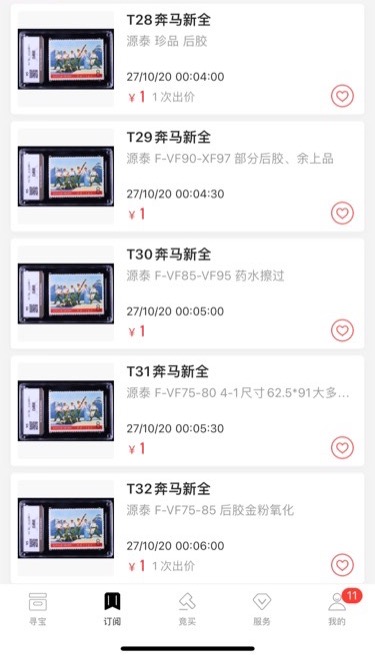 T28奔马新全
源泰 珍品 后胶
27/10/20 00:04:00
¥1 1次出价
T29奔马新全
源泰 F-VF90-XF97 部分后胶、余上品
27/10/20 00:04:30
¥1
T30奔马新全
源泰 F-VF85-VF95 药水擦过
27/10/20 00:05:00
¥1
T31奔马新全
源泰 F-VF75-80 4-1尺寸62.5*91大多...
27/10/20 00:05:30
¥1
T32奔马新全
源泰 F-VF75-85 后胶金粉氧化
27/10/20 00:06:00
¥1 1次出价
11
寻宝 订阅 竞买 服务 我的